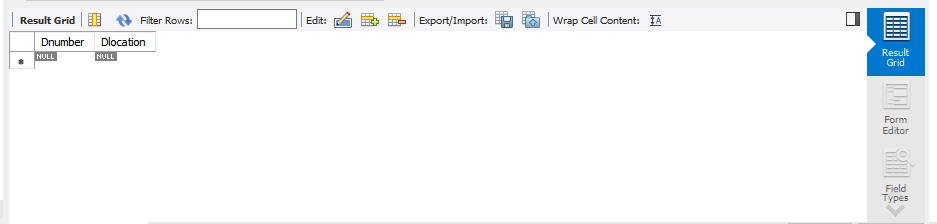 Result Grid Filter Rows: Edit: Export/Import: Wrap Cell Content: IA
Dnumber Dlocation
NULL NULL
Result
Grid
Form
Editor
Field
Types